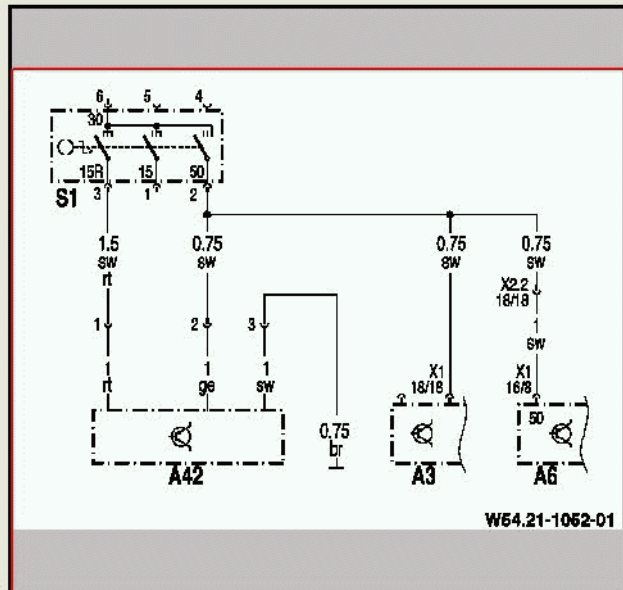 6 5 4
30
15R 15 50
S1
3 1 2
1.5 0.75 0.75 0.75
sw sw sw sw
rt
X2.2
18/18
1 2 3
1
sw
1 1 1
rt ge sw
X1 X1
18/18 16/8
50
0.75
br
A42 A3 A6
W54.21-1052-01